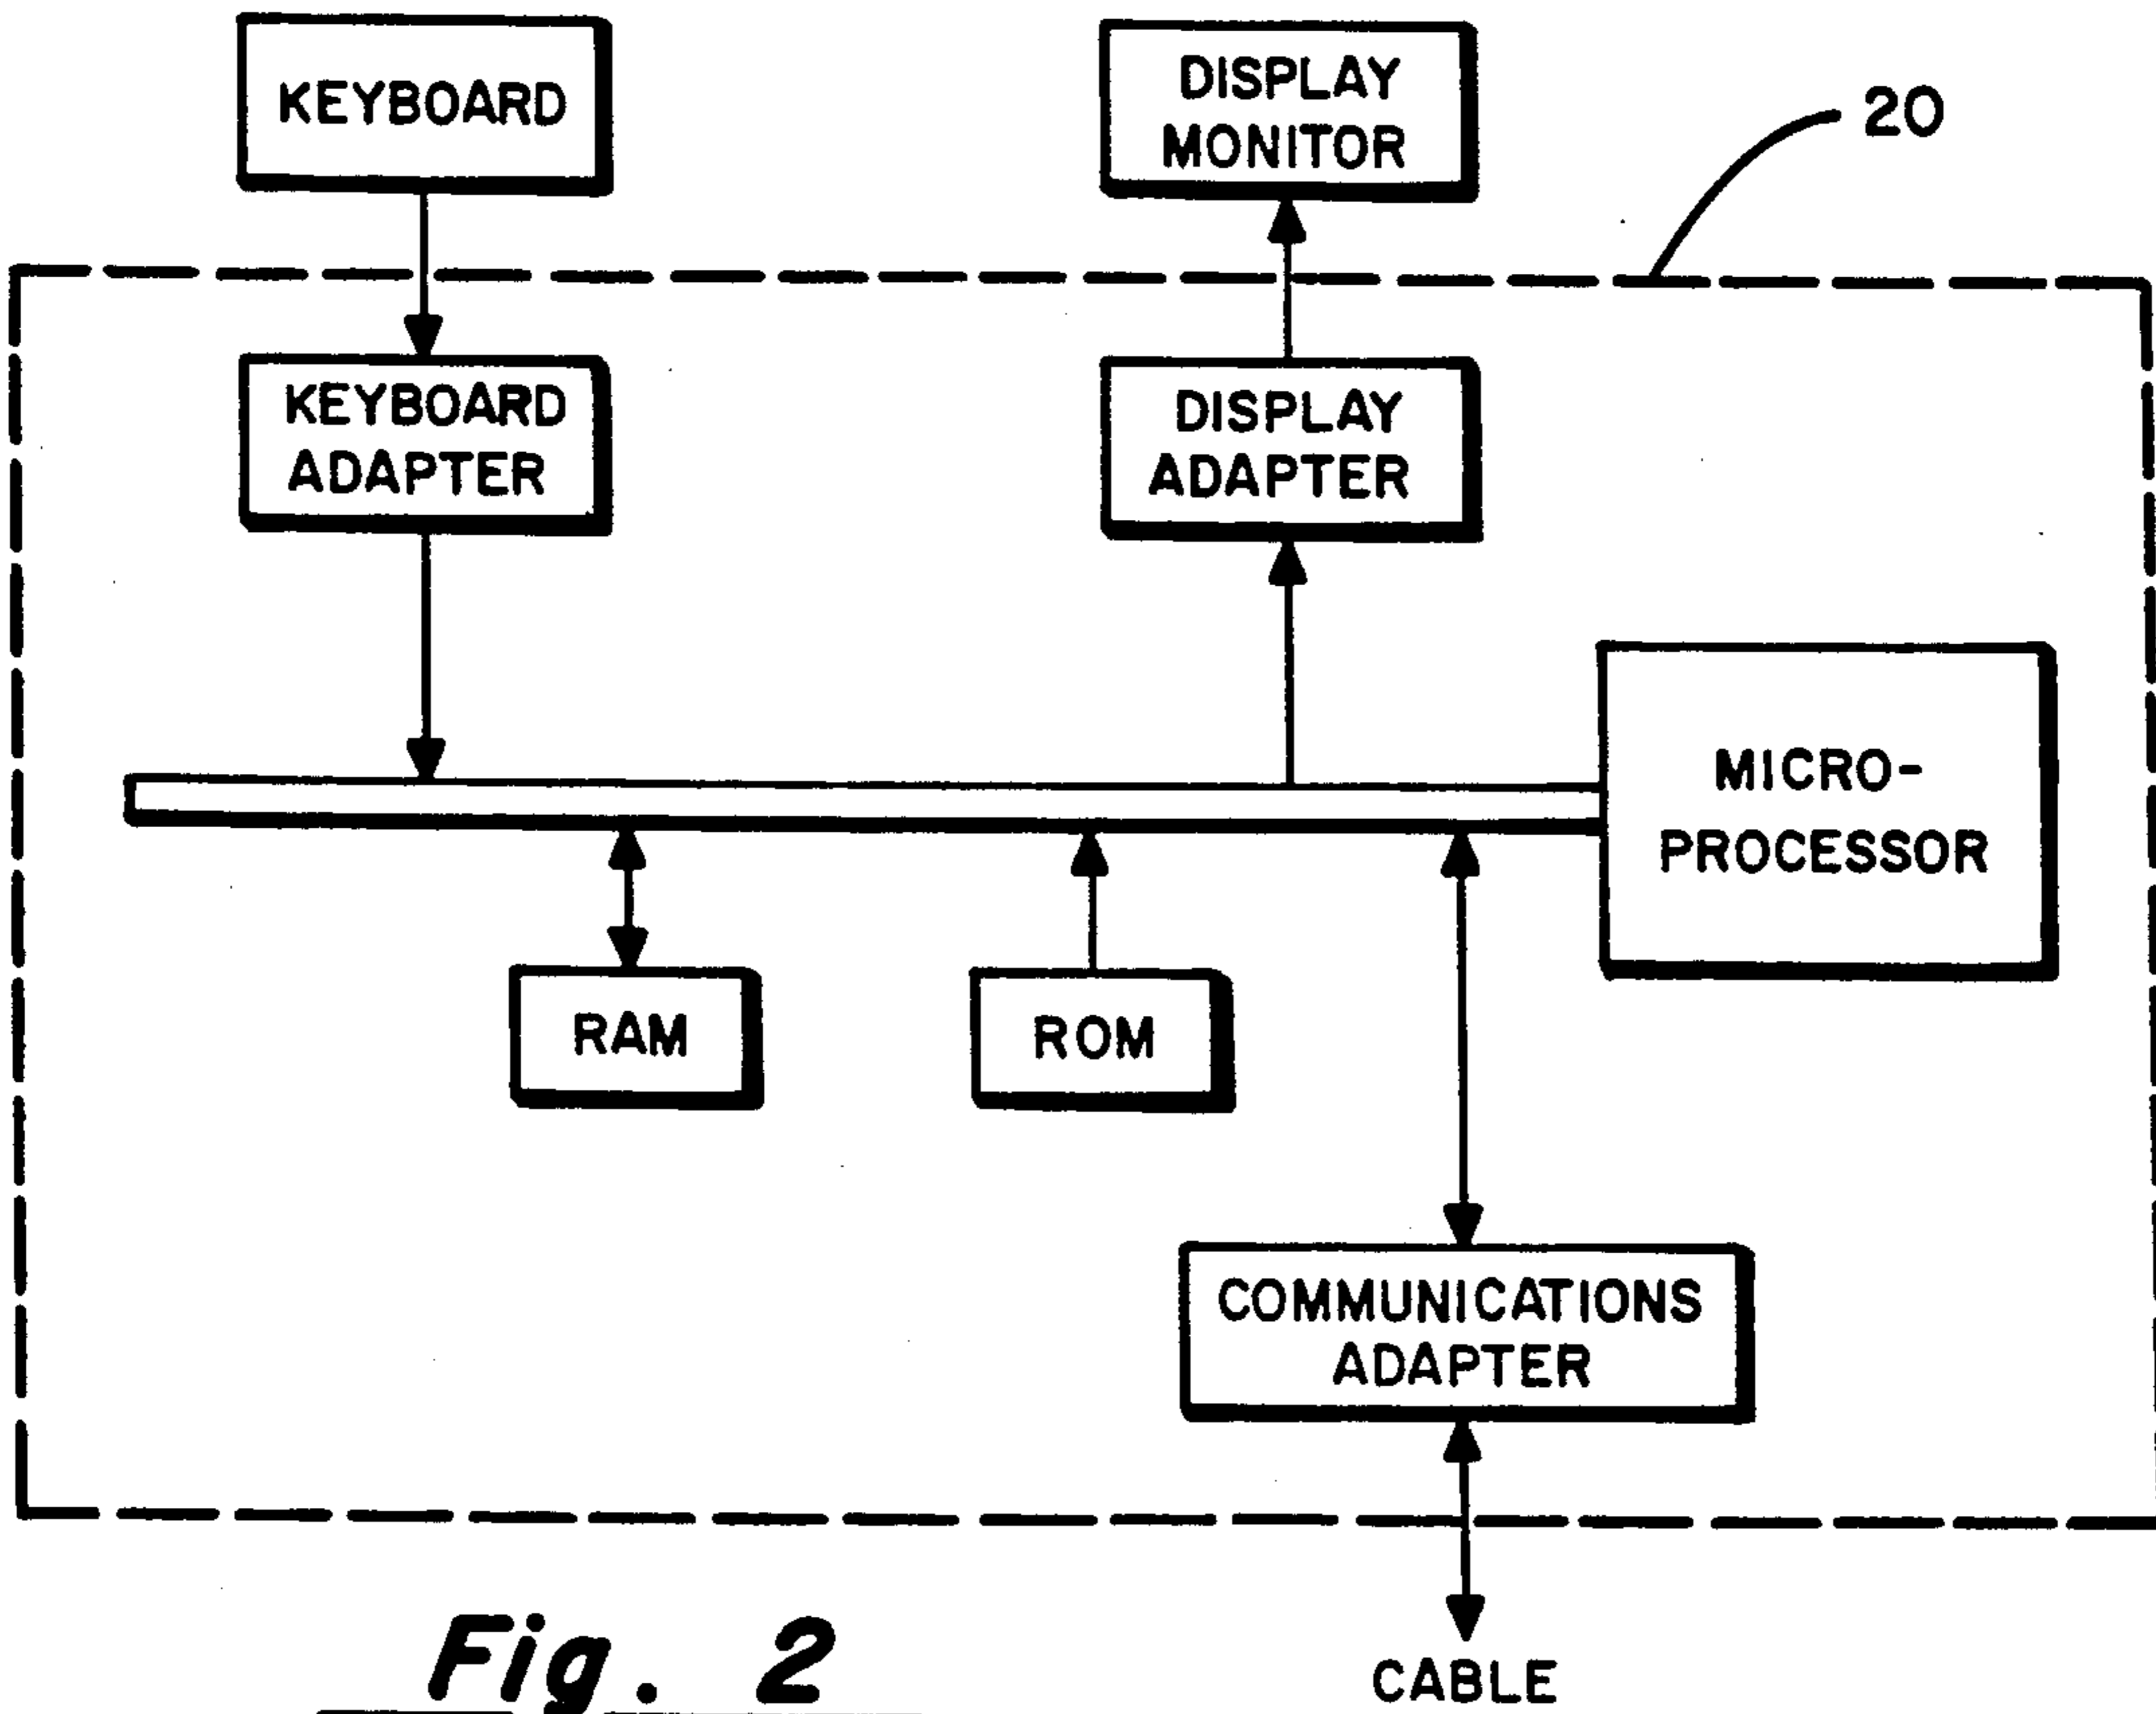 KEYBOARD
DISPLAY
MONITOR
20
KEYBOARD
ADAPTER
DISPLAY
ADAPTER
MICRO-
PROCESSOR
RAM
ROM
COMMUNICATIONS
ADAPTER
CABLE
Fig. 2